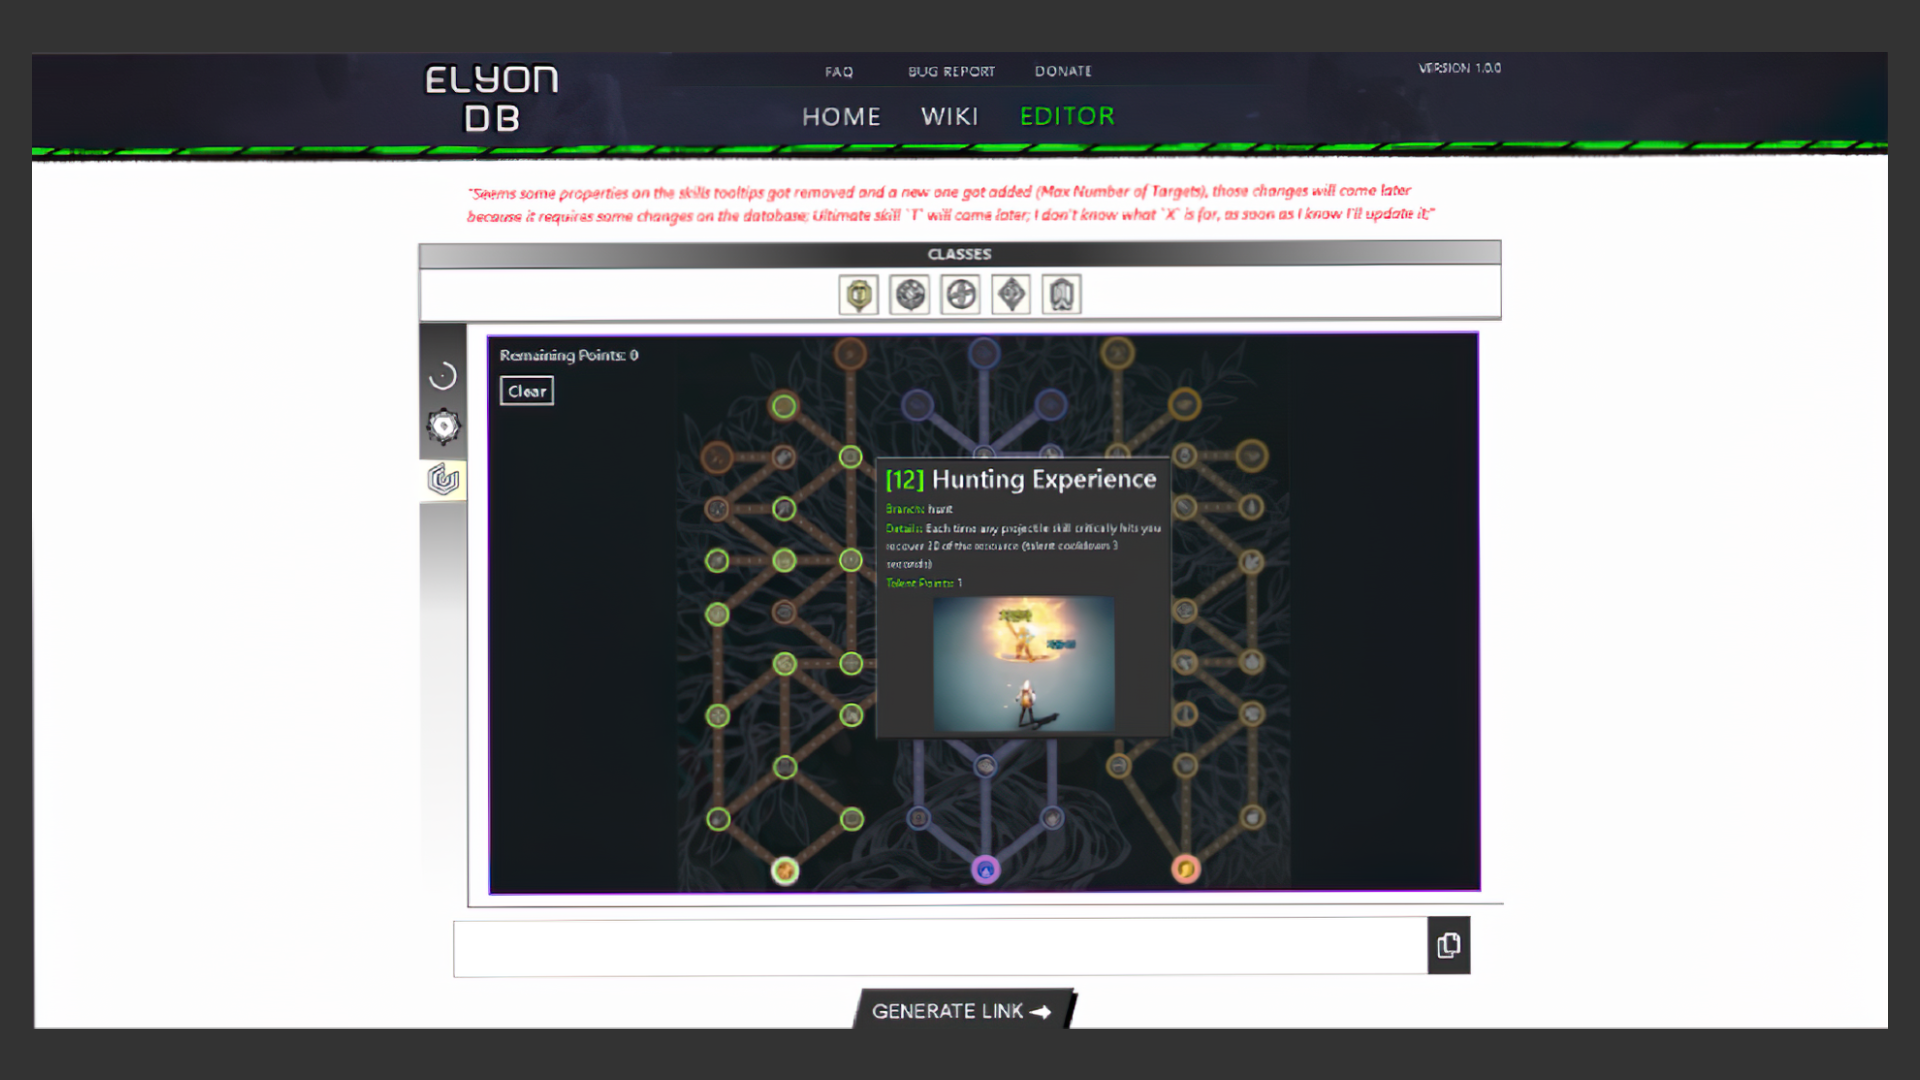 ELYON
DB
FAQ BUG REPORT DONATE
VERSION 1.0.0
HOME WIKI EDITOR
"Seems some properties on the skills tooltips got removed and a new one got added (Max Number of Targets), those changes will come later
because it requires some changes on the database; Ultimate skill `T` will come later; I don't know what `X` is for, as soon as I know I'll update it;"
CLASSES
Remaining Points: 0
Clear
[12] Hunting Experience
Branch: hunt
Details: Each time any projectile skill critically hits you
recover 20 of the resource (talent cooldown 3
seconds)
Talent Points: 1
GENERATE LINK